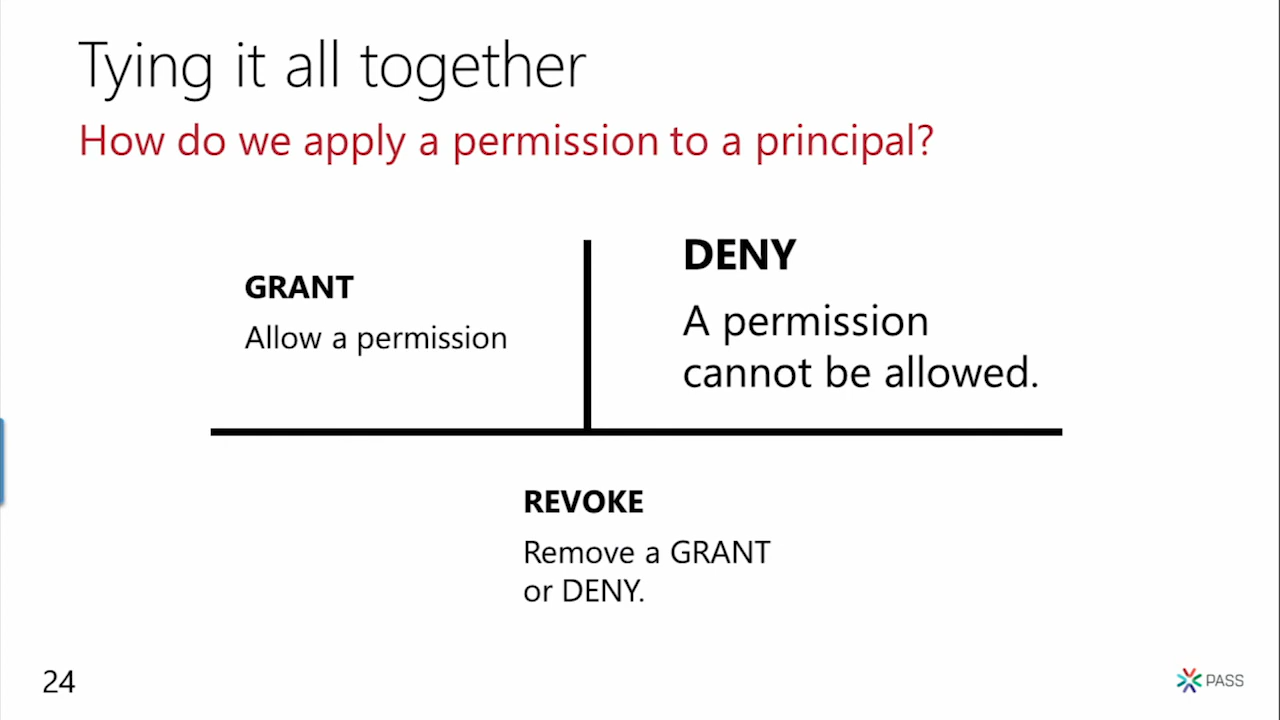 Tying it all together
How do we apply a permission to a principal?
GRANT
Allow a permission
DENY
A permission
cannot be allowed.
REVOKE
Remove a GRANT
or DENY.
24
PASS